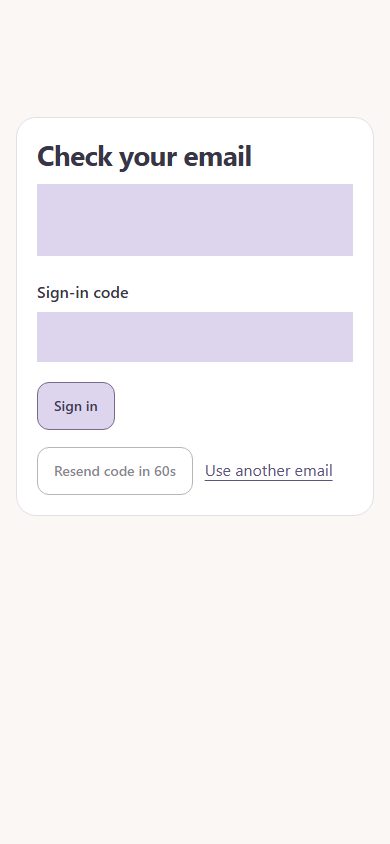 Check your email
Sign-in code
Sign in
Resend code in 60s
Use another email